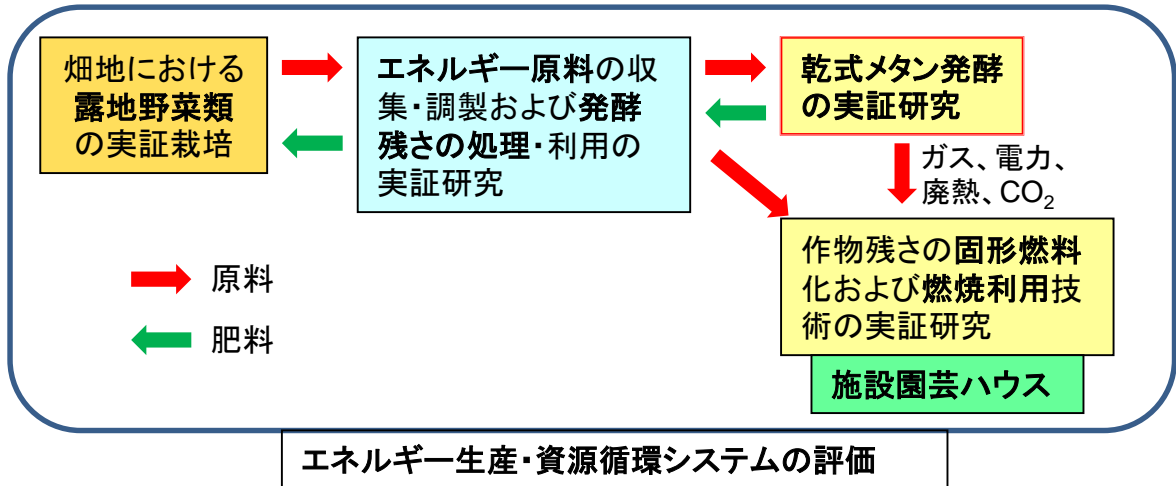 畑地における
露地野菜類
の実証栽培
エネルギー原料の収
集・調製および発酵
残さの処理・利用の
実証研究
乾式メタン発酵
の実証研究
ガス、電力、
廃熱、CO₂
作物残さの固形燃料
化および燃焼利用技
術の実証研究
施設園芸ハウス
原料
肥料
エネルギー生産・資源循環システムの評価